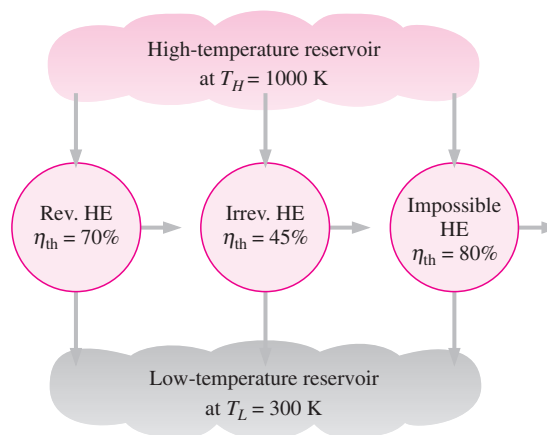 High-temperature reservoir
at T_H = 1000 K
Rev. HE
η_th = 70%
Irrev. HE
η_th = 45%
Impossible
HE
η_th = 80%
Low-temperature reservoir
at T_L = 300 K